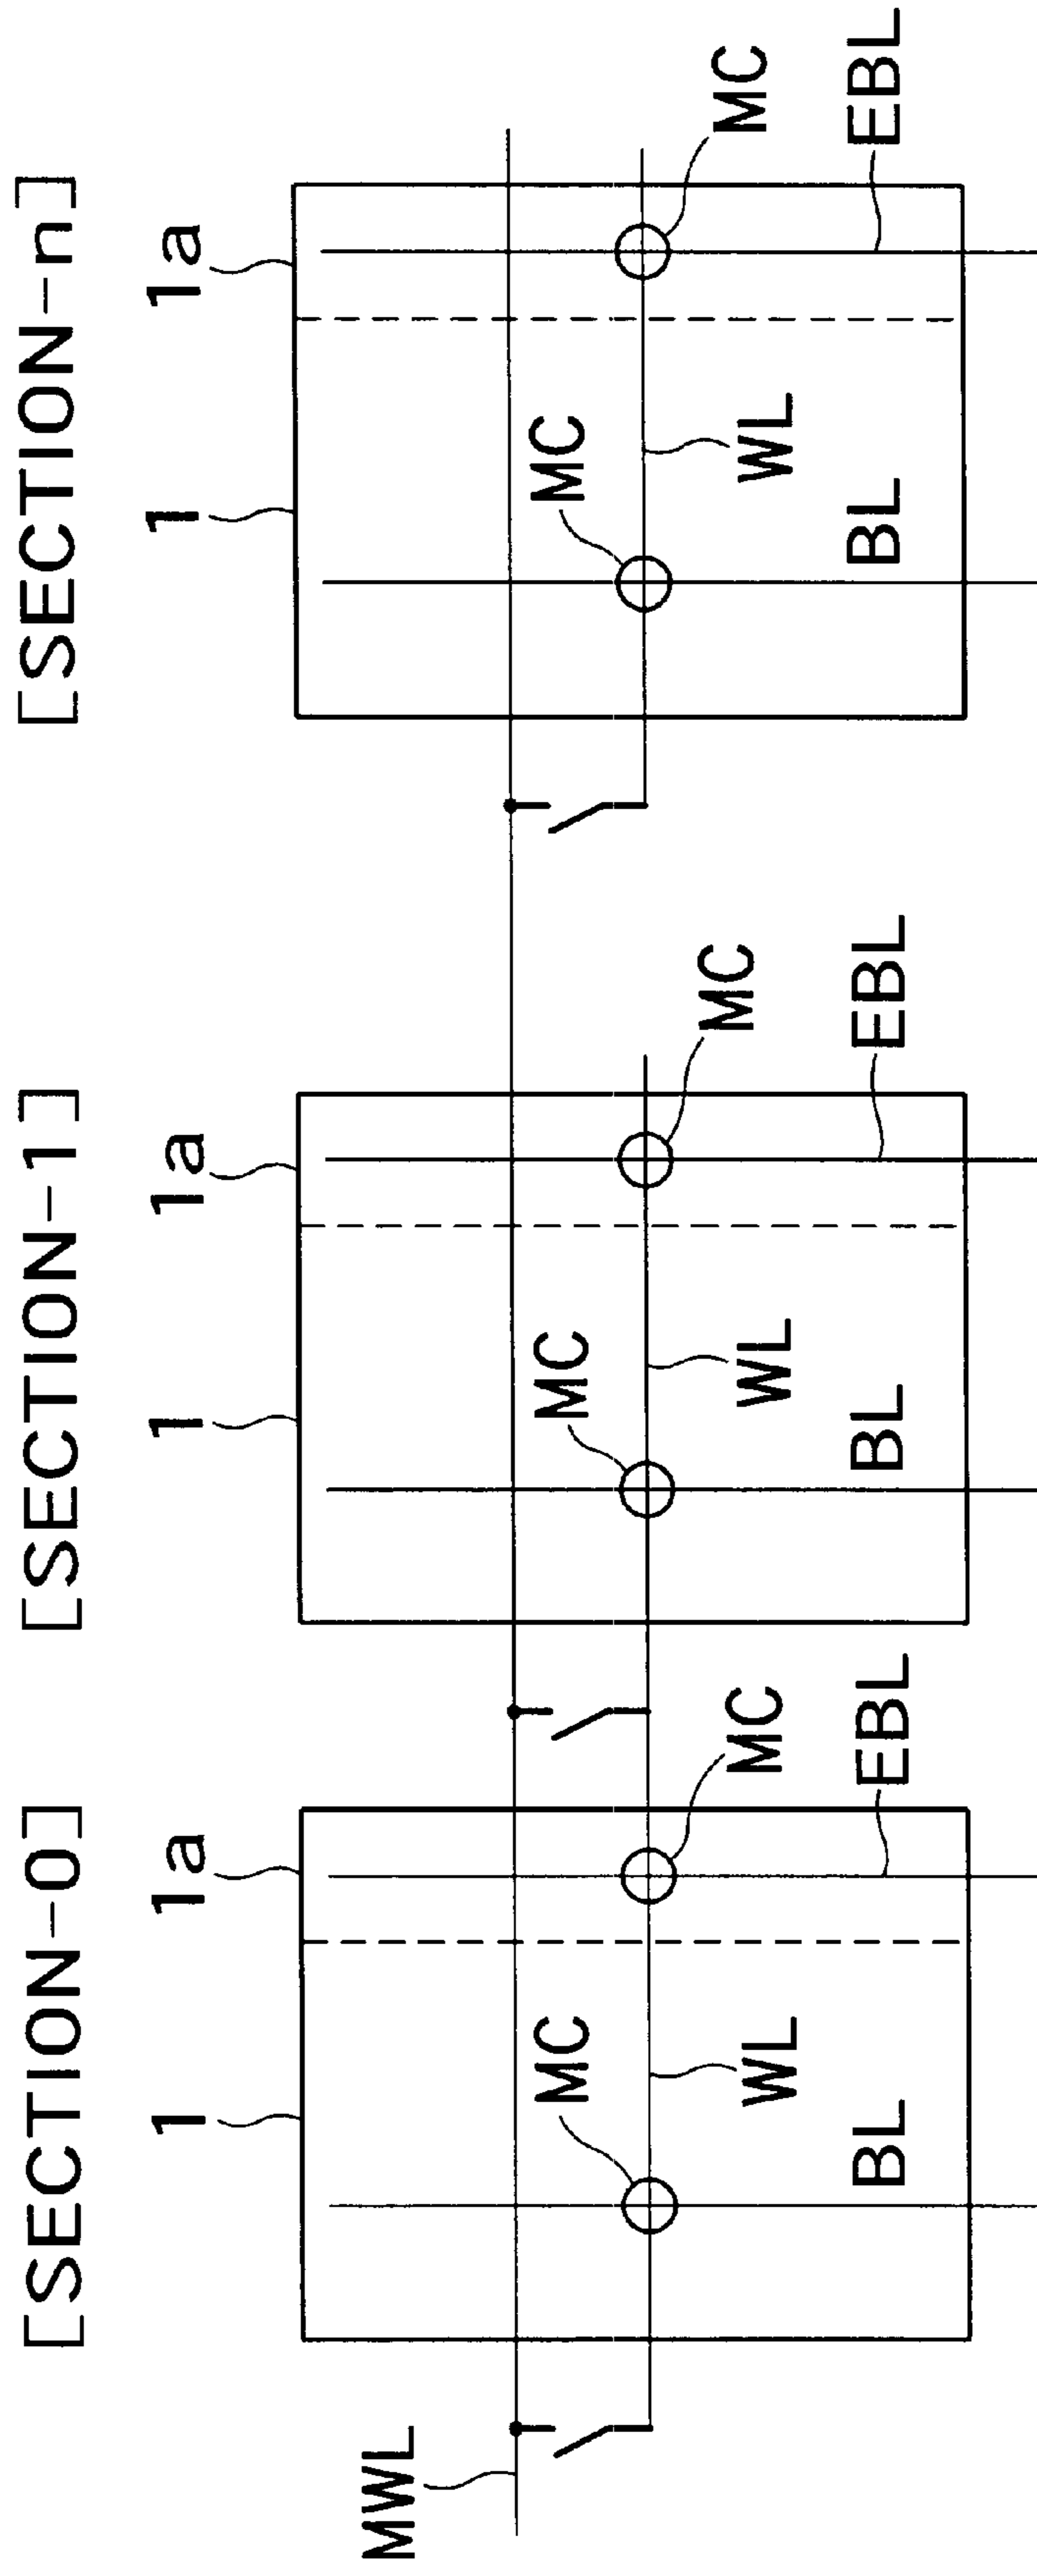 [SECTION-0] [SECTION-1] [SECTION-n]
1 1a 1 1a 1 1a
MWL
MC MC MC
MC MC MC
WL WL WL
BL EBL BL EBL BL EBL